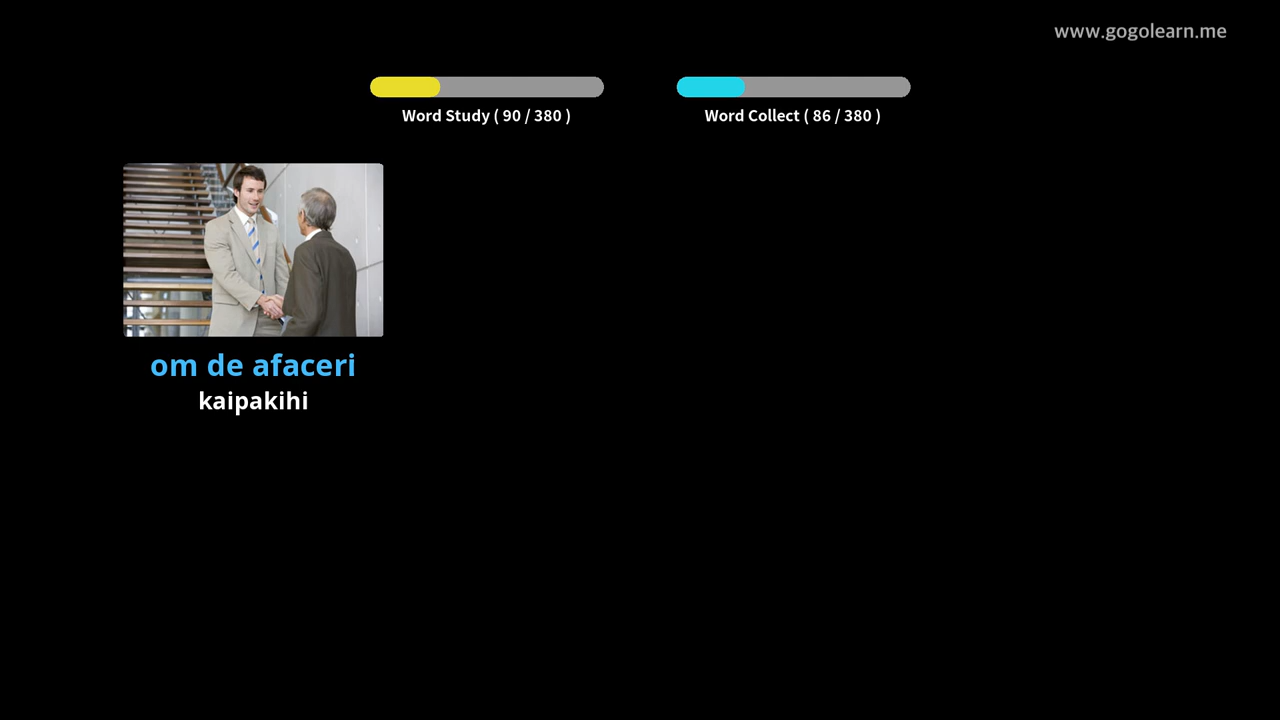 www.gogolearn.me
Word Study ( 90 / 380 )
Word Collect ( 86 / 380 )
om de afaceri
kaipakihi